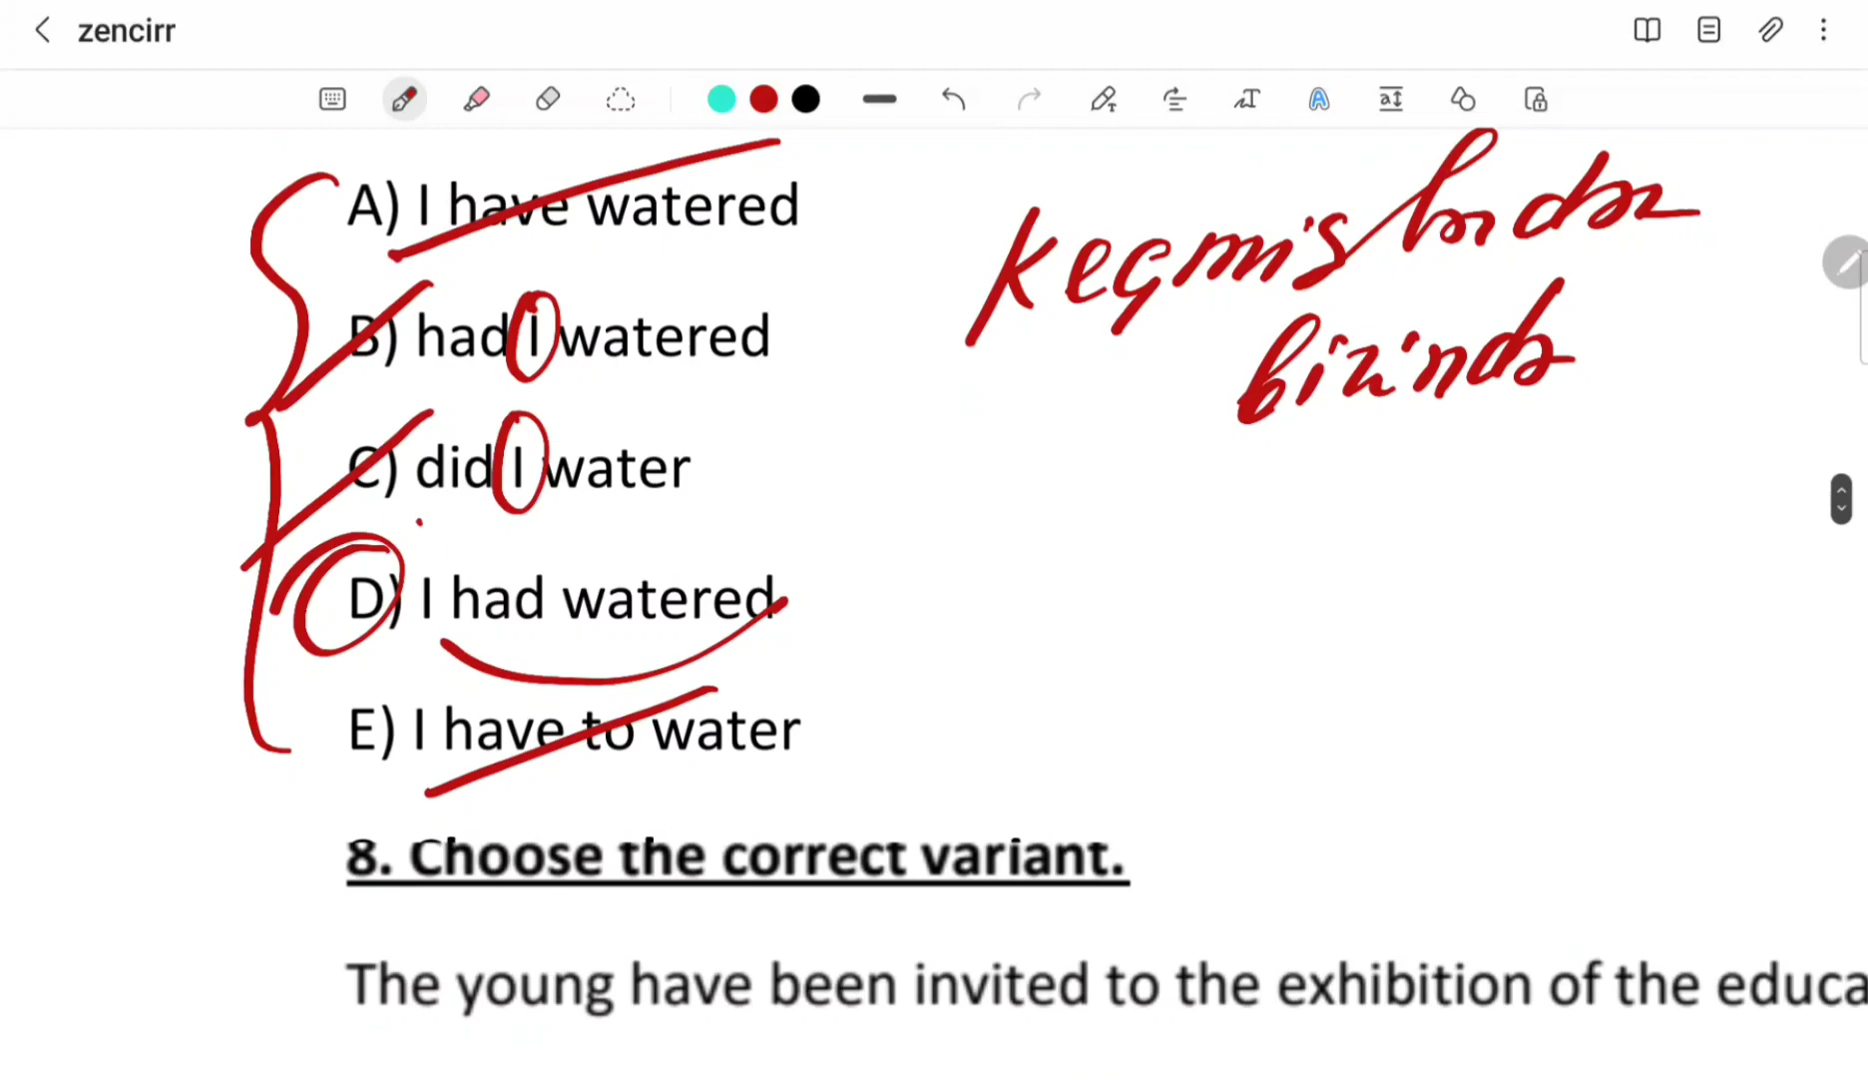 zencirr
A) I have watered
B) had I watered
C) did I water
D) I had watered
E) I have to water
8. Choose the correct variant.
The young have been invited to the exhibition of the educa